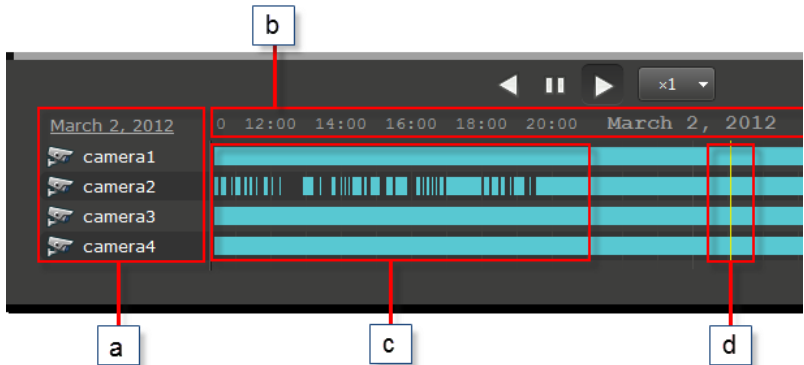 b
×1
March 2, 2012 0 12:00 14:00 16:00 18:00 20:00 March 2, 2012
camera1
camera2
camera3
camera4
a c d